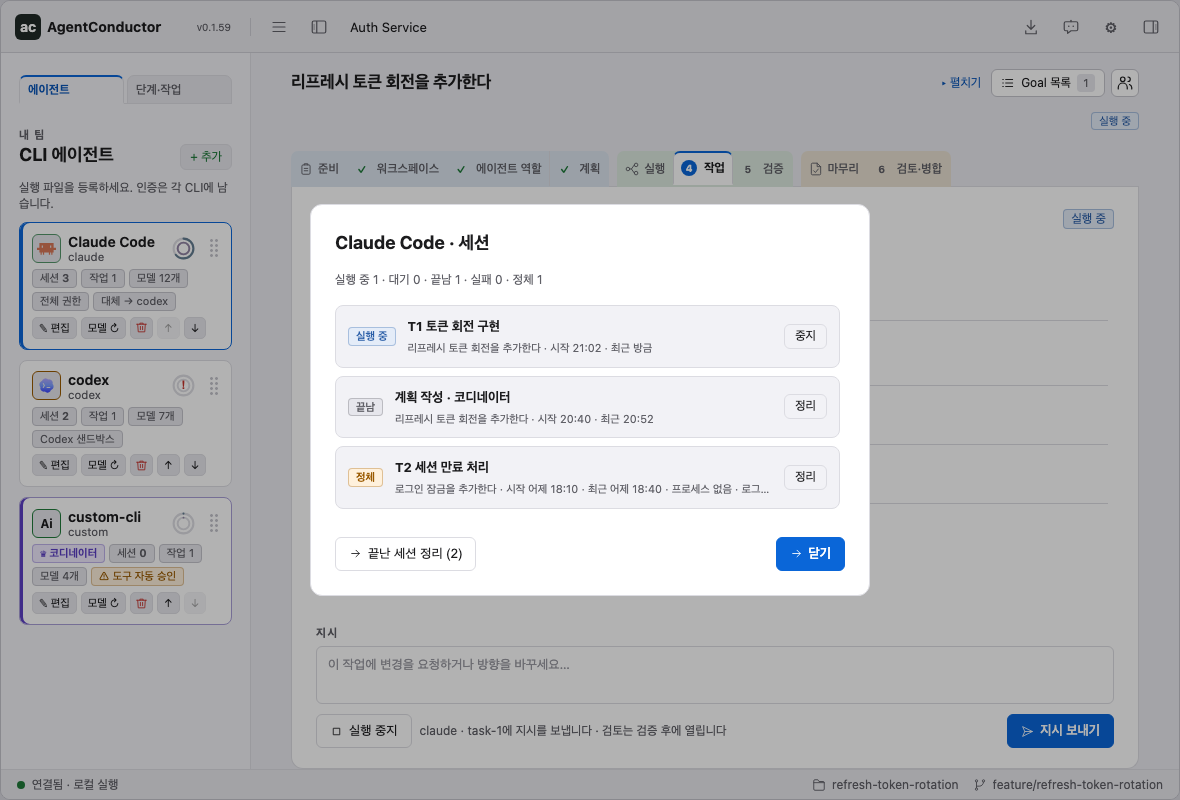 ac AgentConductor v0.1.59 Auth Service
에이전트 단계·작업
내 팀
CLI 에이전트
+ 추가
실행 파일을 등록하세요. 인증은 각 CLI에 남
습니다.
Claude Code
claude
세션 3 작업 1 모델 12개
전체 권한 대체 → codex
✎ 편집 모델 ↻ ↑ ↓
codex
codex
세션 2 작업 1 모델 7개
Codex 샌드박스
✎ 편집 모델 ↻ ↑ ↓
Ai custom-cli
custom
♛ 코디네이터 세션 0 작업 1
모델 4개 ⚠ 도구 자동 승인
✎ 편집 모델 ↻ ↑ ↓
리프레시 토큰 회전을 추가한다
▸ 펼치기 Goal 목록 1
실행 중
준비 ✓ 워크스페이스 ✓ 에이전트 역할 ✓ 계획 실행 4 작업 5 검증 마무리 6 검토·병합
실행 중
Claude Code · 세션
실행 중 1 · 대기 0 · 끝남 1 · 실패 0 · 정체 1
실행 중 T1 토큰 회전 구현
리프레시 토큰 회전을 추가한다 · 시작 21:02 · 최근 방금
중지
끝남 계획 작성 · 코디네이터
리프레시 토큰 회전을 추가한다 · 시작 20:40 · 최근 20:52
정리
정체 T2 세션 만료 처리
로그인 잠금을 추가한다 · 시작 어제 18:10 · 최근 어제 18:40 · 프로세스 없음 · 로그...
정리
→ 끝난 세션 정리 (2) → 닫기
지시
이 작업에 변경을 요청하거나 방향을 바꾸세요...
실행 중지 claude · task-1에 지시를 보냅니다 · 검토는 검증 후에 열립니다 지시 보내기
연결됨 · 로컬 실행 refresh-token-rotation feature/refresh-token-rotation